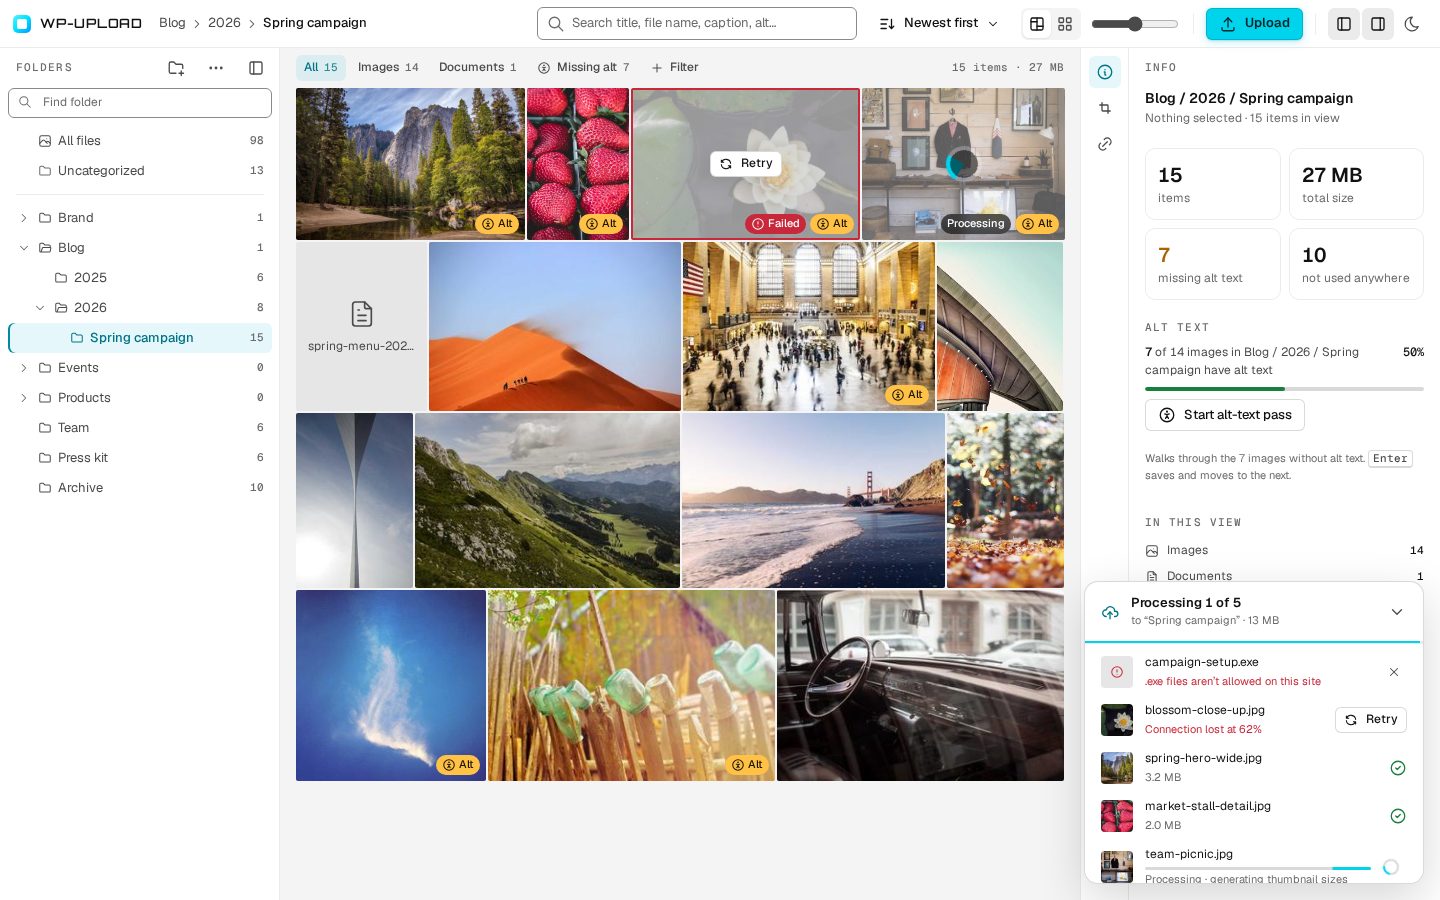 WP-UPLOAD
Blog
2026
Spring campaign
Search title, file name, caption, alt…
Newest first
Upload
FOLDERS
Find folder
All files 98
Uncategorized 13
Brand 1
Blog 1
2025 6
2026 8
Spring campaign 15
Events 0
Products 0
Team 6
Press kit 6
Archive 10
All 15
Images 14
Documents 1
Missing alt 7
Filter
15 items · 27 MB
Alt
Alt
Retry
Failed
Alt
Processing
Alt
spring-menu-202…
Alt
Alt
Alt
INFO
Blog / 2026 / Spring campaign
Nothing selected · 15 items in view
15
items
27 MB
total size
7
missing alt text
10
not used anywhere
ALT TEXT
7 of 14 images in Blog / 2026 / Spring 50%
campaign have alt text
Start alt-text pass
Walks through the 7 images without alt text. Enter
saves and moves to the next.
IN THIS VIEW
Images 14
Documents 1
Processing 1 of 5
to “Spring campaign” · 13 MB
campaign-setup.exe
.exe files aren’t allowed on this site
blossom-close-up.jpg
Connection lost at 62%
Retry
spring-hero-wide.jpg
3.2 MB
market-stall-detail.jpg
2.0 MB
team-picnic.jpg
Processing · generating thumbnail sizes